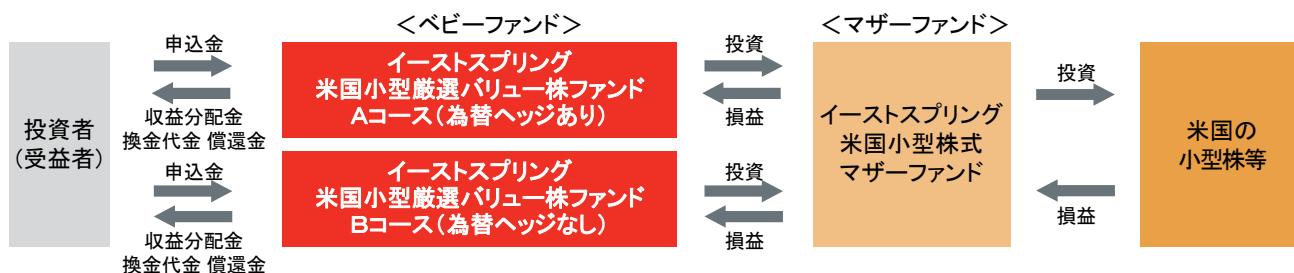 ＜ベビーファンド＞
＜マザーファンド＞
投資者
（受益者）
申込金
収益分配金
換金代金 償還金
イーストスプリング
米国小型厳選バリュー株ファンド
Aコース（為替ヘッジあり）
投資
損益
申込金
収益分配金
換金代金 償還金
イーストスプリング
米国小型厳選バリュー株ファンド
Bコース（為替ヘッジなし）
投資
損益
イーストスプリング
米国小型株式
マザーファンド
投資
損益
米国の
小型株等